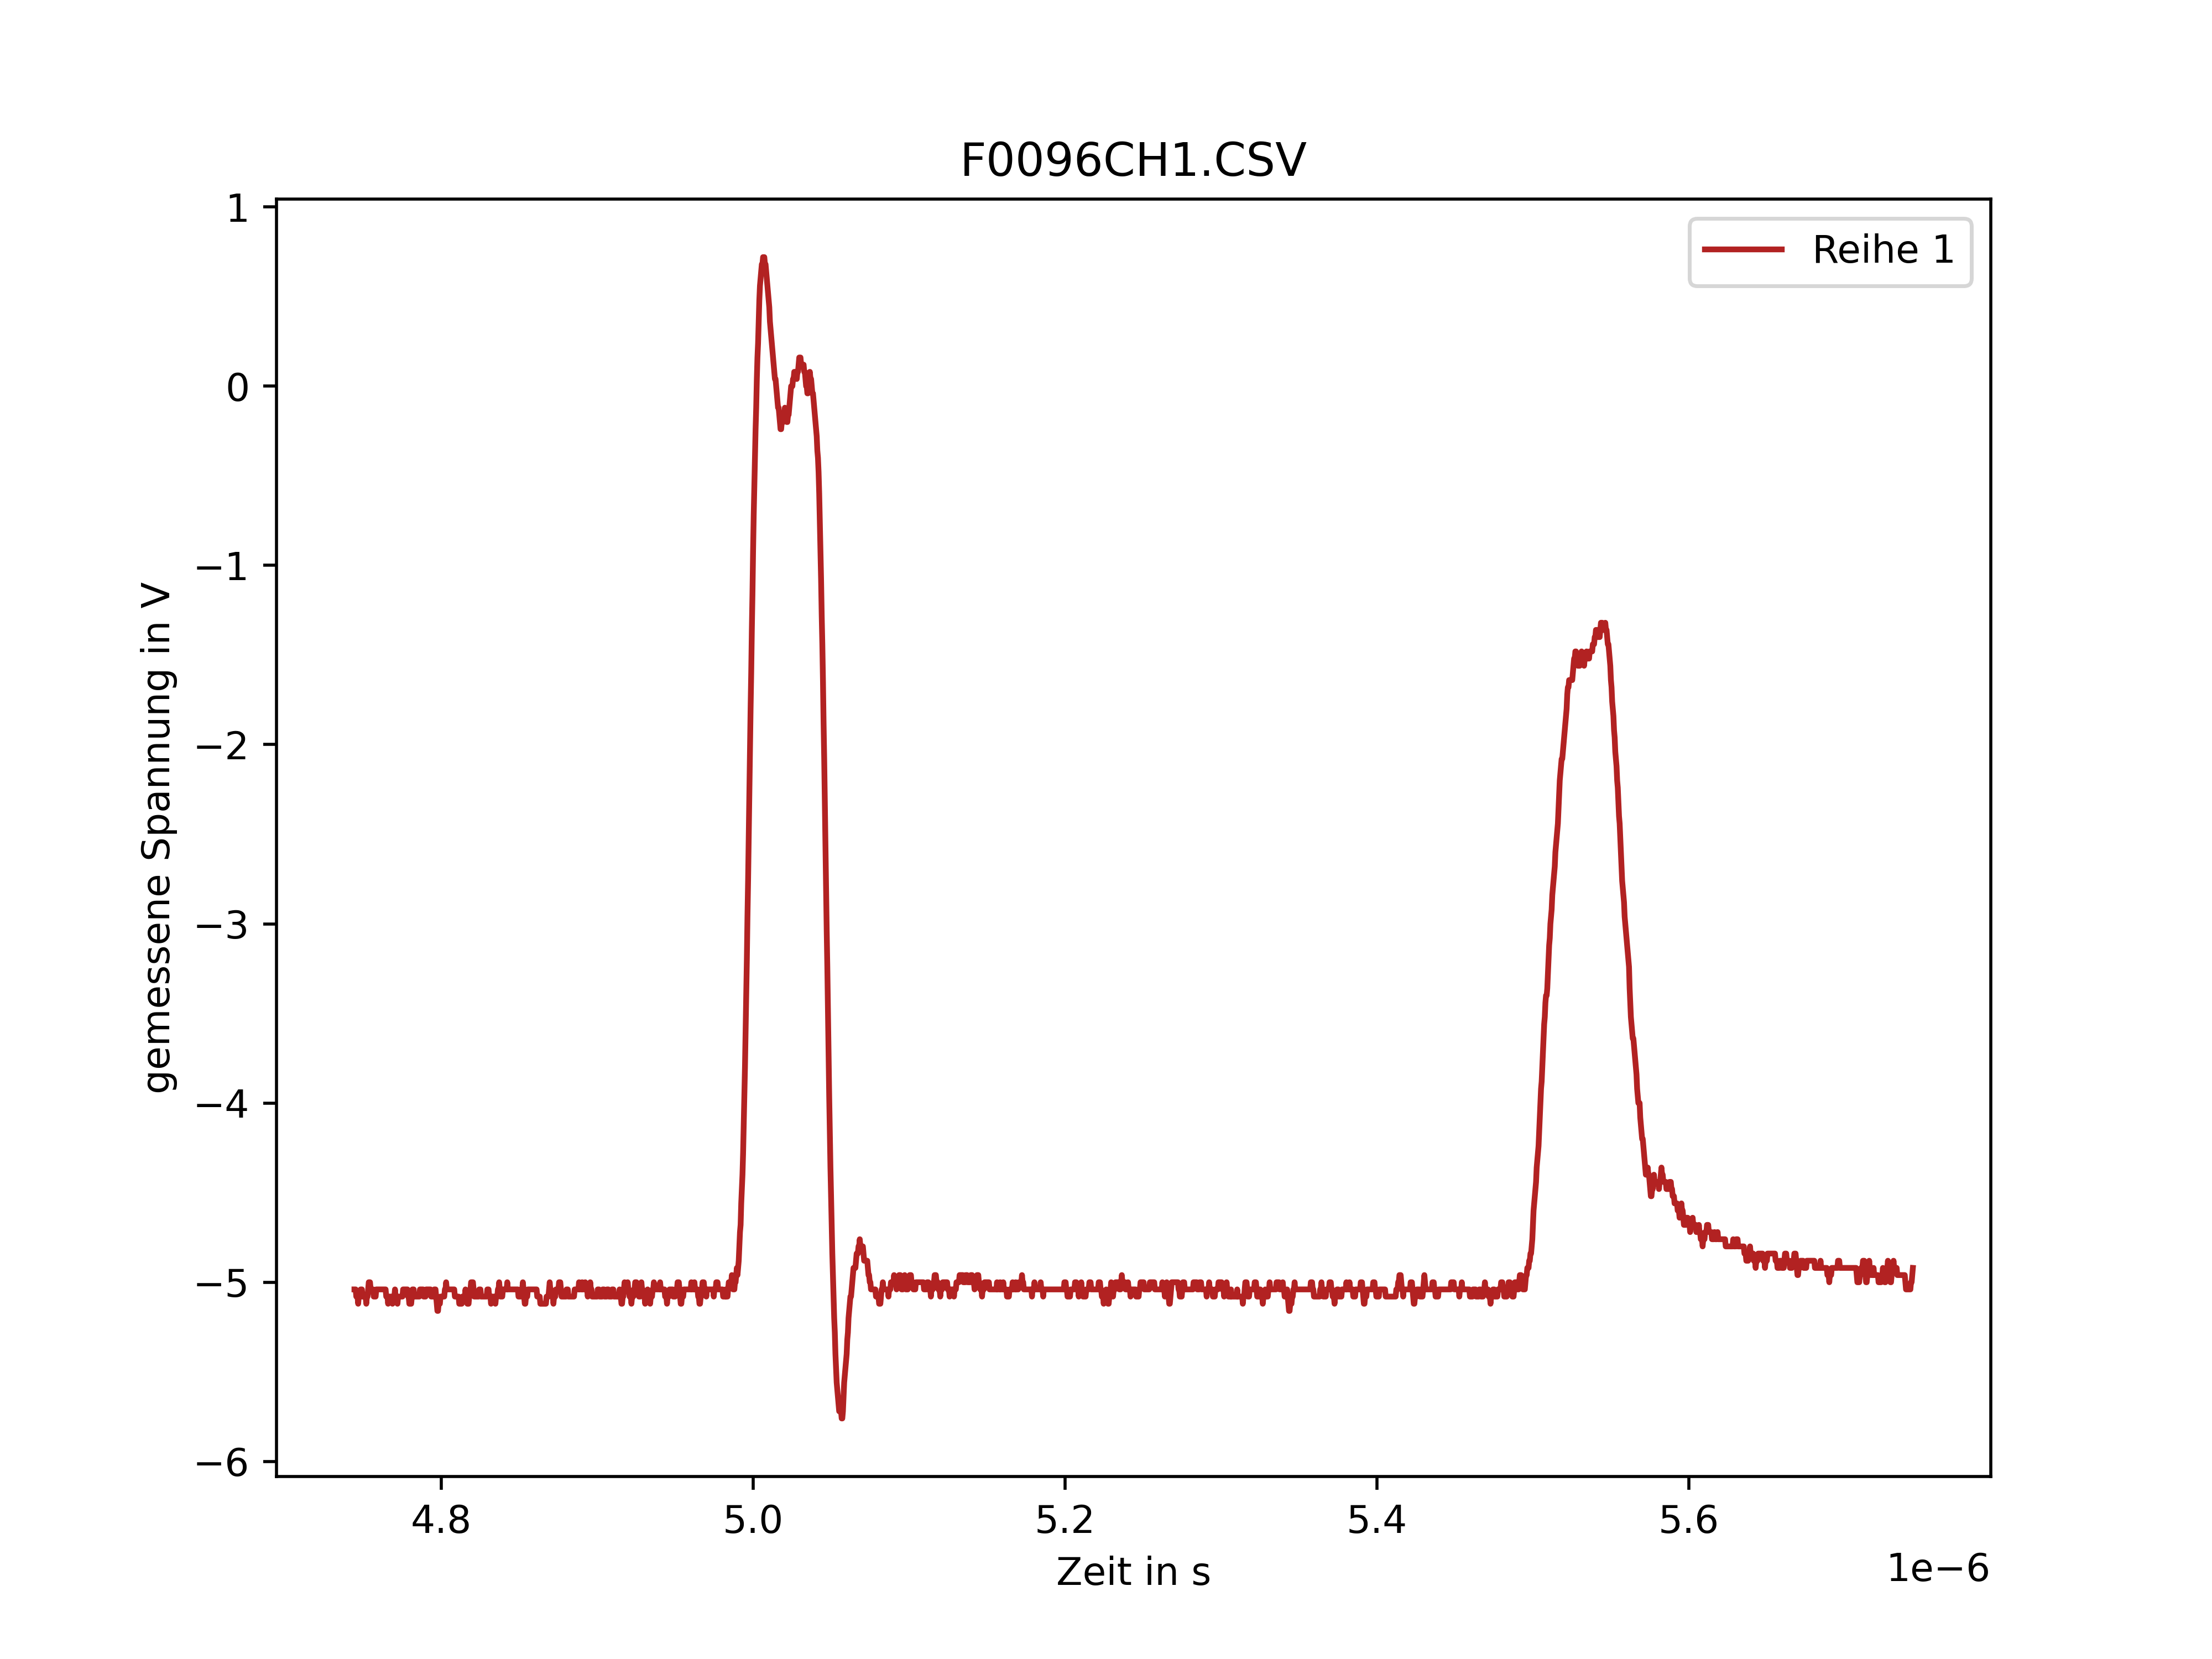 F0096CH1.CSV
Reihe 1
gemessene Spannung in V
1
0
−1
−2
−3
−4
−5
−6
4.8 5.0 5.2 5.4 5.6
Zeit in s
1e−6